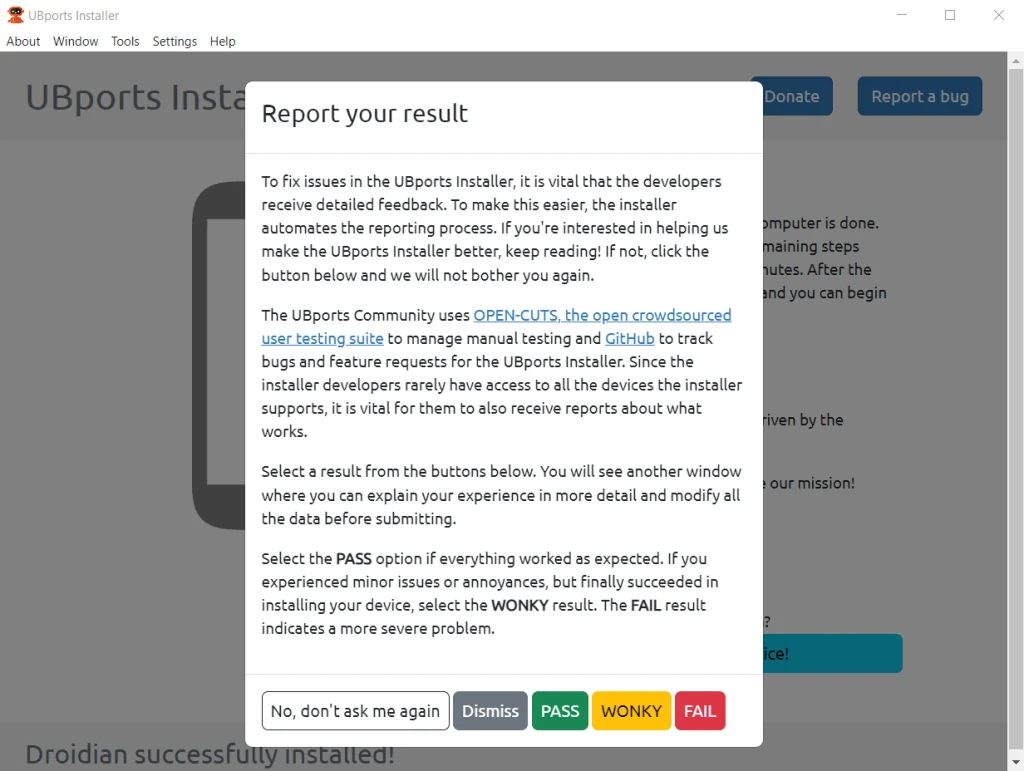 UBports Installer
About Window Tools Settings Help
UBports Insta
Donate
Report a bug
Report your result
To fix issues in the UBports Installer, it is vital that the developers
receive detailed feedback. To make this easier, the installer
automates the reporting process. If you're interested in helping us
make the UBports Installer better, keep reading! If not, click the
button below and we will not bother you again.
The UBports Community uses OPEN-CUTS, the open crowdsourced
user testing suite to manage manual testing and GitHub to track
bugs and feature requests for the UBports Installer. Since the
installer developers rarely have access to all the devices the installer
supports, it is vital for them to also receive reports about what
works.
Select a result from the buttons below. You will see another window
where you can explain your experience in more detail and modify all
the data before submitting.
Select the PASS option if everything worked as expected. If you
experienced minor issues or annoyances, but finally succeeded in
installing your device, select the WONKY result. The FAIL result
indicates a more severe problem.
No, don't ask me again
Dismiss
PASS
WONKY
FAIL
omputer is done.
maining steps
nutes. After the
and you can begin
riven by the
e our mission!
?
ice!
Droidian successfully installed!